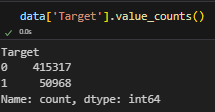 data['Target'].value_counts()
0.0s
Target
0    415317
1     50968
Name: count, dtype: int64